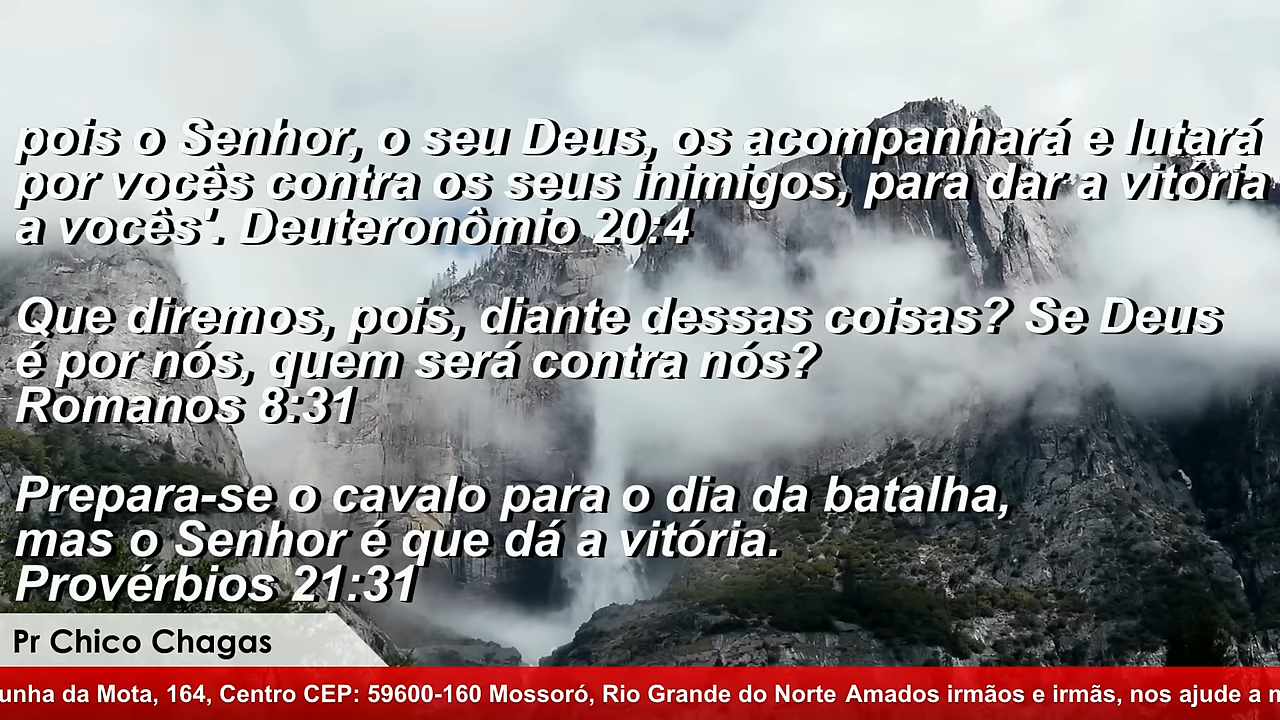 pois o Senhor, o seu Deus, os acompanhará e lutará
por vocês contra os seus inimigos, para dar a vitória
a vocês'. Deuteronômio 20:4
Que diremos, pois, diante dessas coisas? Se Deus
é por nós, quem será contra nós?
Romanos 8:31
Prepara-se o cavalo para o dia da batalha,
mas o Senhor é que dá a vitória.
Provérbios 21:31
Pr Chico Chagas
unha da Mota, 164, Centro CEP: 59600-160 Mossoró, Rio Grande do Norte Amados irmãos e irmãs, nos ajude a